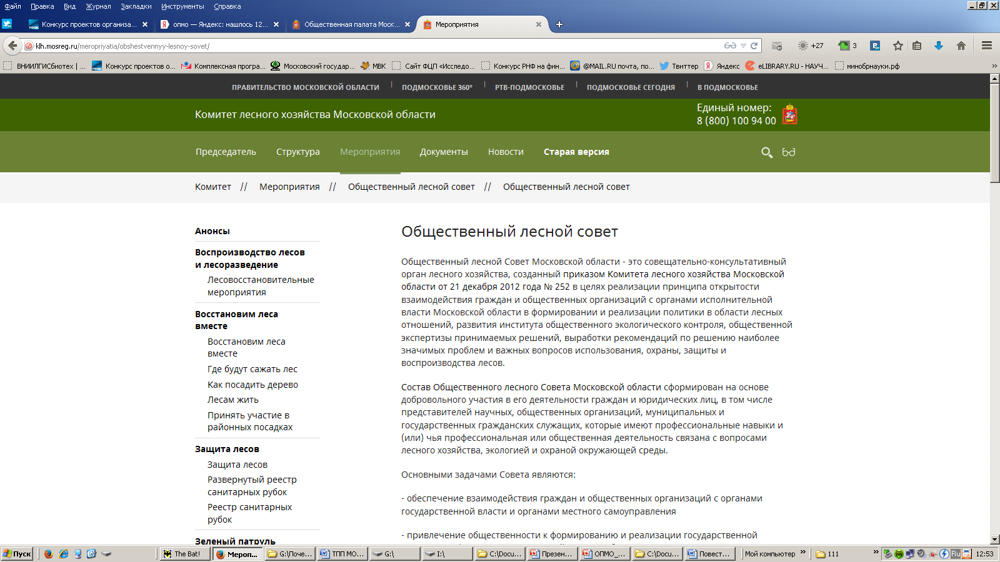 Файл Правка Вид Журнал Закладки Инструменты Справка
Конкурс проектов организа... опмо — Яндекс: нашлось 12... Общественная палата Моск... Мероприятия
klh.mosreg.ru/meropriyatia/obshestvennyy-lesnoy-sovet/ +27 3
ВНИИЛГИСбиотех | ... Конкурс проектов о... Комплексная програ... Московский государ... МВК Сайт ФЦП «Исследо... Конкурс РНФ на фин... @MAIL.RU почта, по... Твиттер Яндекс eLIBRARY.RU - НАУЧ... минобрнауки.рф »
ПРАВИТЕЛЬСТВО МОСКОВСКОЙ ОБЛАСТИ | ПОДМОСКОВЬЕ 360° | РТВ-ПОДМОСКОВЬЕ | ПОДМОСКОВЬЕ СЕГОДНЯ | В ПОДМОСКОВЬЕ
Комитет лесного хозяйства Московской области
Единый номер:
8 (800) 100 94 00
Председатель Структура Мероприятия Документы Новости Старая версия
Комитет // Мероприятия // Общественный лесной совет // Общественный лесной совет
Анонсы
Воспроизводство лесов
и лесоразведение
Лесовосстановительные
мероприятия
Восстановим леса
вместе
Восстановим леса
вместе
Где будут сажать лес
Как посадить дерево
Лесам жить
Принять участие в
районных посадках
Защита лесов
Защита лесов
Развернутый реестр
санитарных рубок
Реестр санитарных
рубок
Зеленый патруль
Общественный лесной совет
Общественный лесной Совет Московской области - это совещательно-консультативный
орган лесного хозяйства, созданный приказом Комитета лесного хозяйства Московской
области от 21 декабря 2012 года № 252 в целях реализации принципа открытости
взаимодействия граждан и общественных организаций с органами исполнительной
власти Московской области в формировании и реализации политики в области лесных
отношений, развития института общественного экологического контроля, общественной
экспертизы принимаемых решений, выработки рекомендаций по решению наиболее
значимых проблем и важных вопросов использования, охраны, защиты и
воспроизводства лесов.
Состав Общественного лесного Совета Московской области сформирован на основе
добровольного участия в его деятельности граждан и юридических лиц, в том числе
представителей научных, общественных организаций, муниципальных и
государственных гражданских служащих, которые имеют профессиональные навыки и
(или) чья профессиональная или общественная деятельность связана с вопросами
лесного хозяйства, экологией и охраной окружающей среды.
Основными задачами Совета являются:
- обеспечение взаимодействия граждан и общественных организаций с органами
государственной власти и органами местного самоуправления
- привлечение общественности к формированию и реализации государственной
Пуск The Bat! Мероп... G:\Поче... ТПП МО... G:\ I:\ C:\Docu... Презен... ОПМО_... C:\Docu... Повест... Мой компьютер » 111 » Ru 12:53